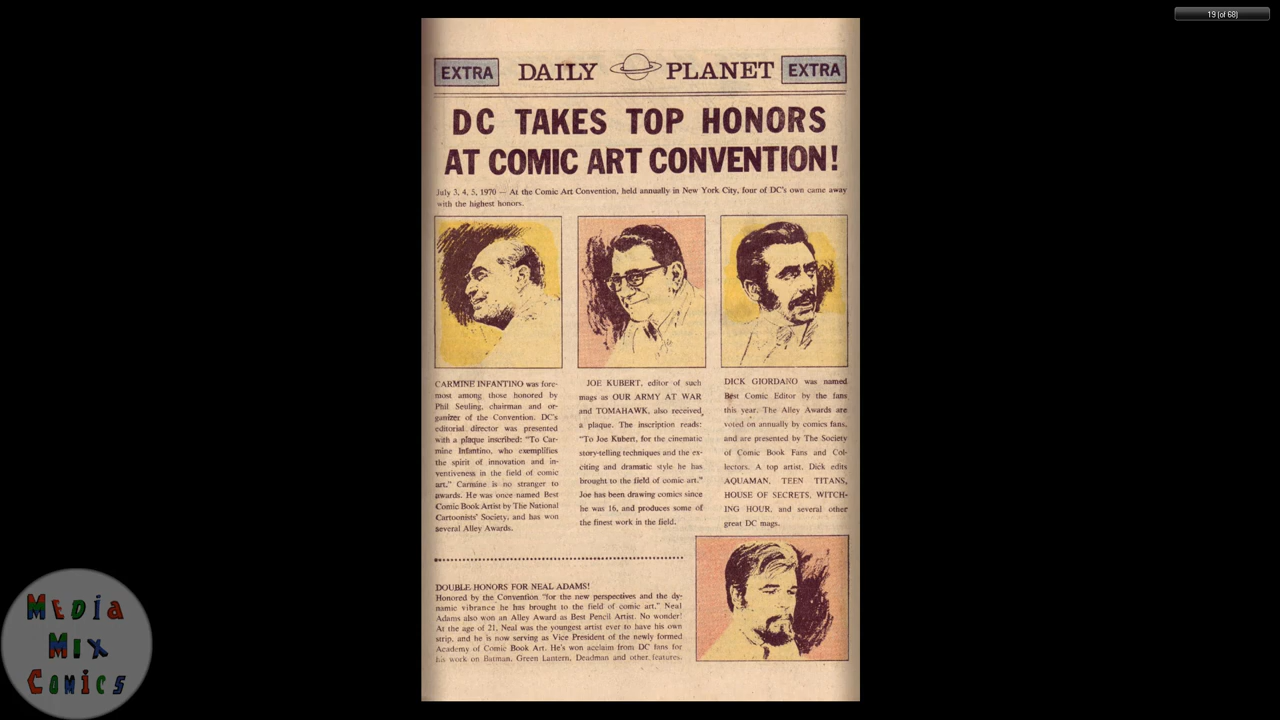 19 (of 68)
EXTRA DAILY PLANET EXTRA
DC TAKES TOP HONORS
AT COMIC ART CONVENTION!
July 3, 4, 5, 1970 — At the Comic Art Convention, held annually in New York City, four of DC's own came away
with the highest honors.
CARMINE INFANTINO was fore-
most among those honored by
Phil Seuling, chairman and or-
ganizer of the Convention. DC's
editorial director was presented
with a plaque inscribed: "To Car-
mine Infantino, who exemplifies
the spirit of innovation and in-
ventiveness in the field of comic
art." Carmine is no stranger to
awards. He was once named Best
Comic Book Artist by The National
Cartoonists' Society, and has won
several Alley Awards.
JOE KUBERT, editor of such
mags as OUR ARMY AT WAR
and TOMAHAWK, also received
a plaque. The inscription reads:
"To Joe Kubert, for the cinematic
story-telling techniques and the ex-
citing and dramatic style he has
brought to the field of comic art."
Joe has been drawing comics since
he was 16, and produces some of
the finest work in the field.
DICK GIORDANO was named
Best Comic Editor by the fans
this year. The Alley Awards are
voted on annually by comics fans,
and are presented by The Society
of Comic Book Fans and Col-
lectors. A top artist, Dick edits
AQUAMAN, TEEN TITANS,
HOUSE OF SECRETS, WITCH-
ING HOUR, and several other
great DC mags.
DOUBLE HONORS FOR NEAL ADAMS!
Honored by the Convention "for the new perspectives and the dy-
namic vibrance he has brought to the field of comic art." Neal
Adams also won an Alley Award as Best Pencil Artist. No wonder!
At the age of 21, Neal was the youngest artist ever to have his own
strip, and he is now serving as Vice President of the newly formed
Academy of Comic Book Art. He's won acclaim from DC fans for
his work on Batman, Green Lantern, Deadman and other features.
MEDIA
MIX
COMICS